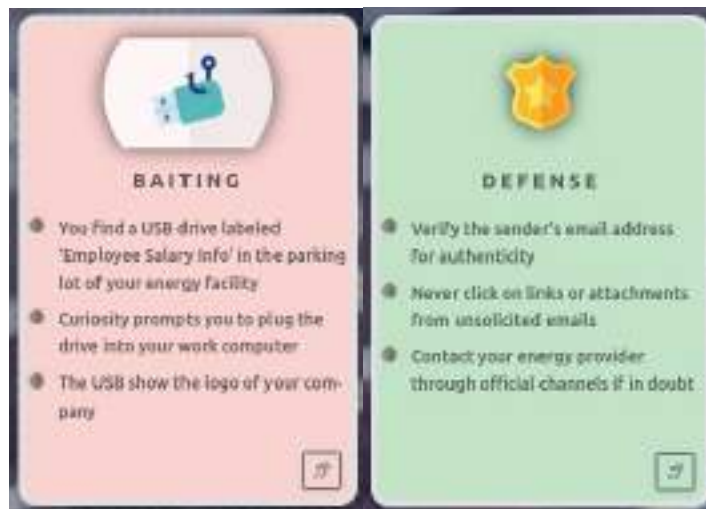 BAITING
You find a USB drive labeled
'Employee Salary Info' in the parking
lot of your energy facility
Curiosity prompts you to plug the
drive into your work computer
The USB show the logo of your com-
pany
DEFENSE
Verify the sender's email address
for authenticity
Never click on links or attachments
from unsolicited emails
Contact your energy provider
through official channels if in doubt